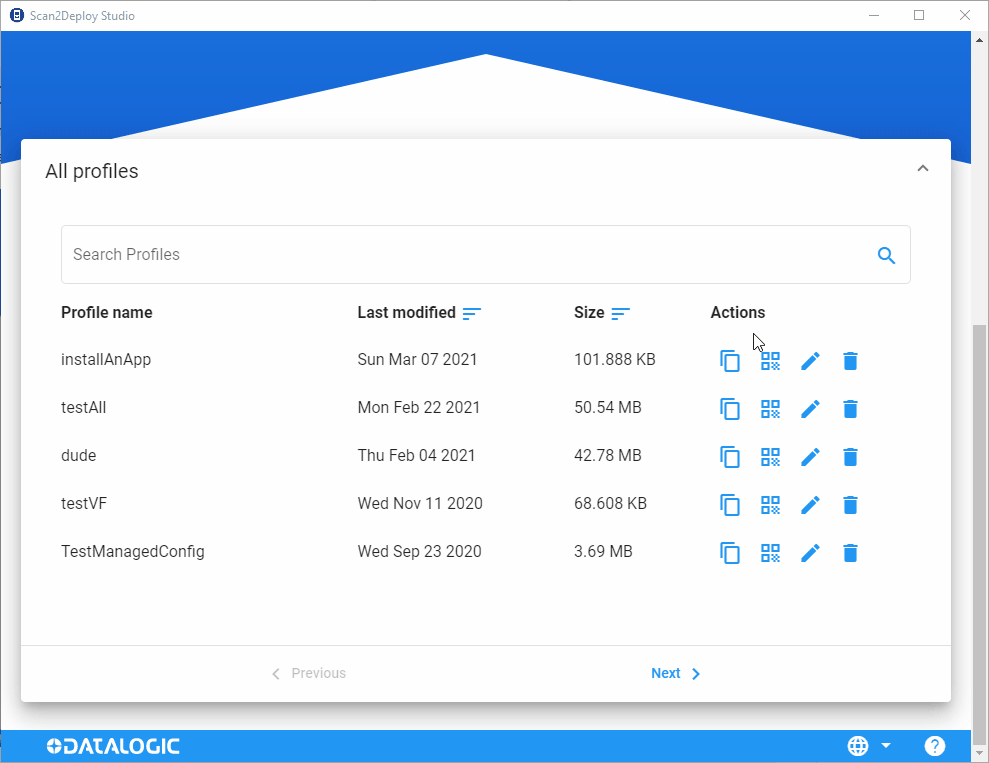 Scan2Deploy Studio
All profiles
Search Profiles
Profile name Last modified Size Actions
installAnApp Sun Mar 07 2021 101.888 KB
testAll Mon Feb 22 2021 50.54 MB
dude Thu Feb 04 2021 42.78 MB
testVF Wed Nov 11 2020 68.608 KB
TestManagedConfig Wed Sep 23 2020 3.69 MB
Previous Next
DATALOGIC